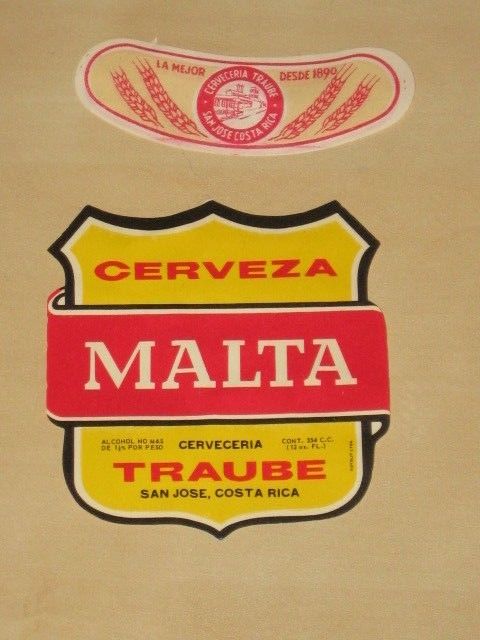 LA MEJOR
CERVECERIA TRAUBE
DESDE 1890
SAN JOSE COSTA RICA
CERVEZA
MALTA
ALCOHOL NO MAS
DE 1½% POR PESO
CERVECERIA
CONT. 354 C.C.
(12 oz. FL.)
TRAUBE
SAN JOSE, COSTA RICA